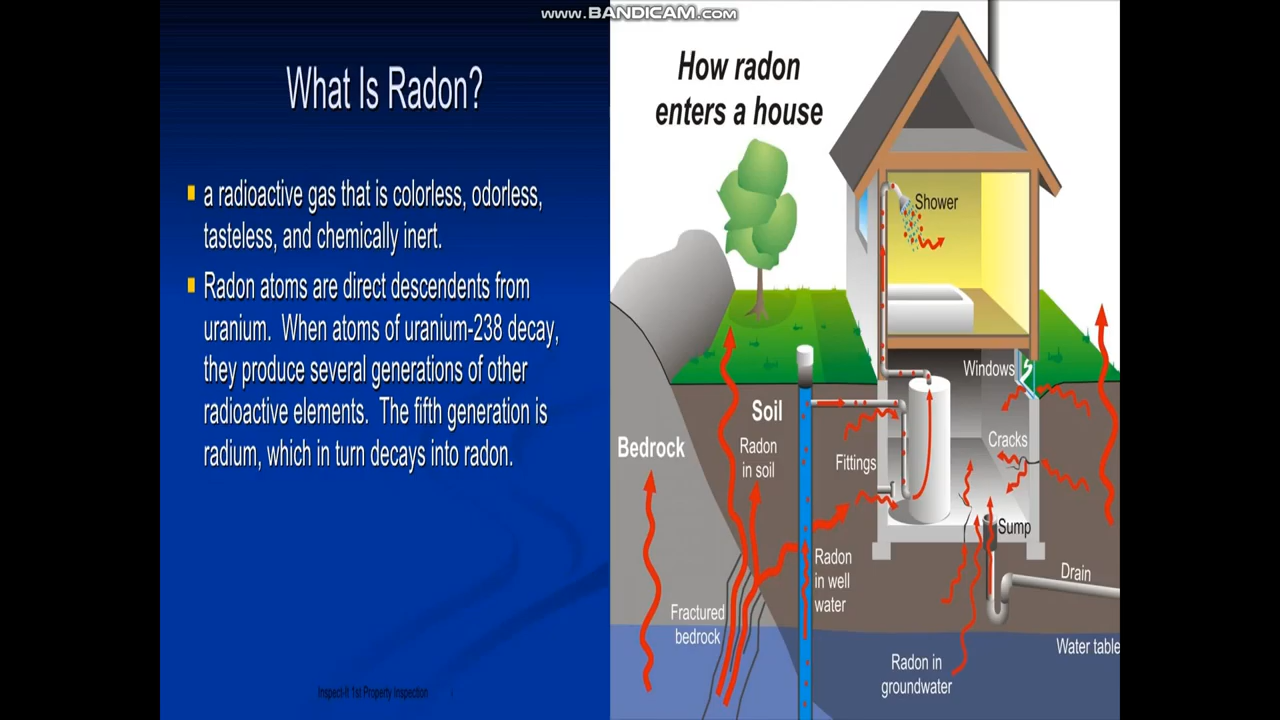 www.BANDICAM.com
What Is Radon?
a radioactive gas that is colorless, odorless,
tasteless, and chemically inert.
Radon atoms are direct descendents from
uranium.  When atoms of uranium-238 decay,
they produce several generations of other
radioactive elements.  The fifth generation is
radium, which in turn decays into radon.
Inspect-It 1st Property Inspection
How radon
enters a house
Shower
Windows
Soil
Bedrock
Radon
in soil
Fittings
Cracks
Sump
Radon
in well
water
Drain
Fractured
bedrock
Water table
Radon in
groundwater